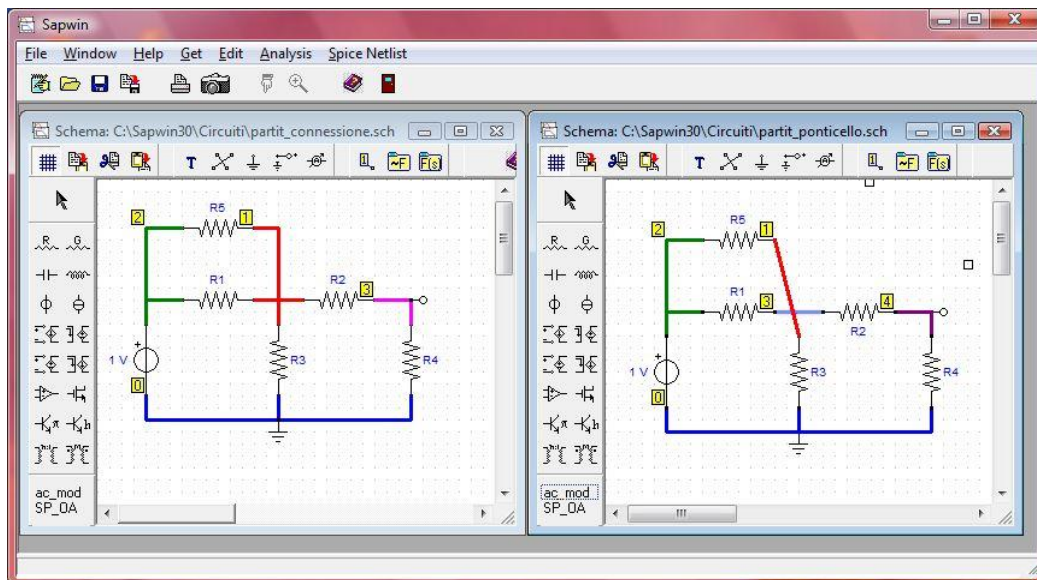 Sapwin
File Window Help Get Edit Analysis Spice Netlist
Schema: C:\Sapwin30\Circuiti\partit_connessione.sch
T 1 ~F F(s)
R G
π h
ac_mod
SP_OA
R5
2 1
R1 R2
3
1 V R3 R4
0
Schema: C:\Sapwin30\Circuiti\partit_ponticello.sch
T 1 ~F F(s)
R G
π h
ac_mod
SP_OA
R5
2 1
R1 3 4
R2
1 V R3 R4
0